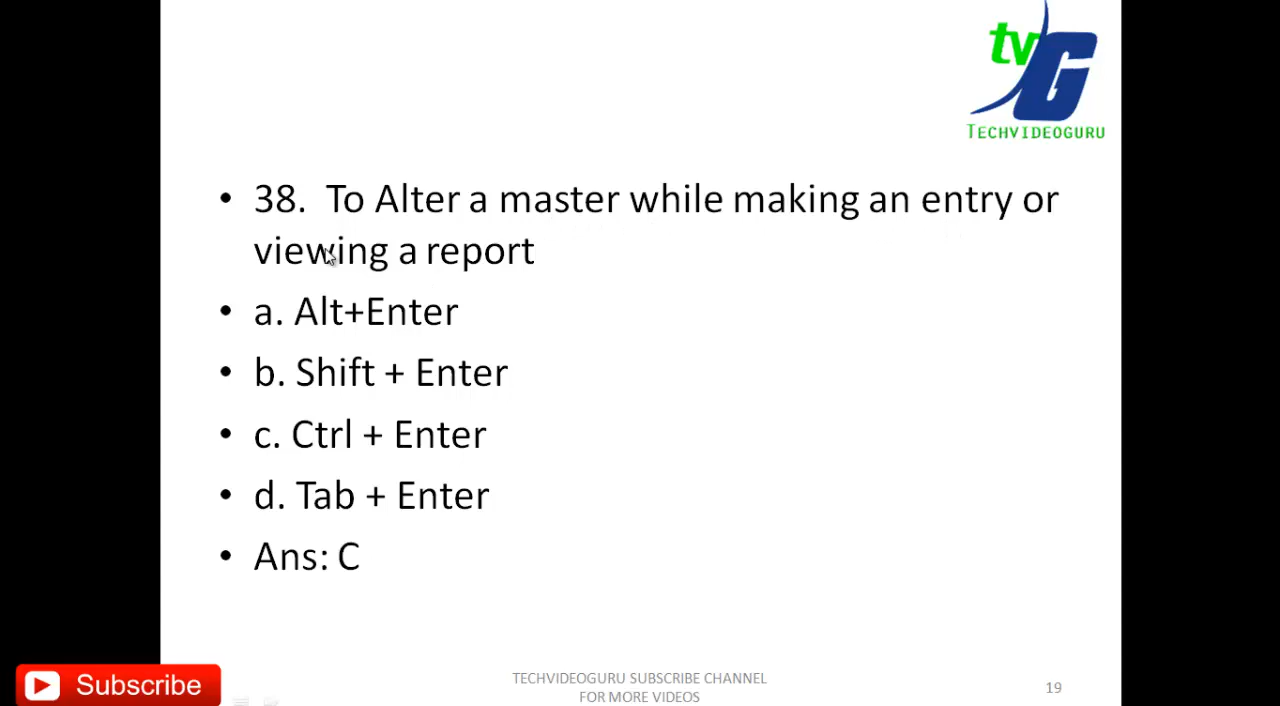 tvG
TECHVIDEOGURU
• 38. To Alter a master while making an entry or
viewing a report
• a. Alt+Enter
• b. Shift + Enter
• c. Ctrl + Enter
• d. Tab + Enter
• Ans: C
Subscribe
TECHVIDEOGURU SUBSCRIBE CHANNEL
FOR MORE VIDEOS
19